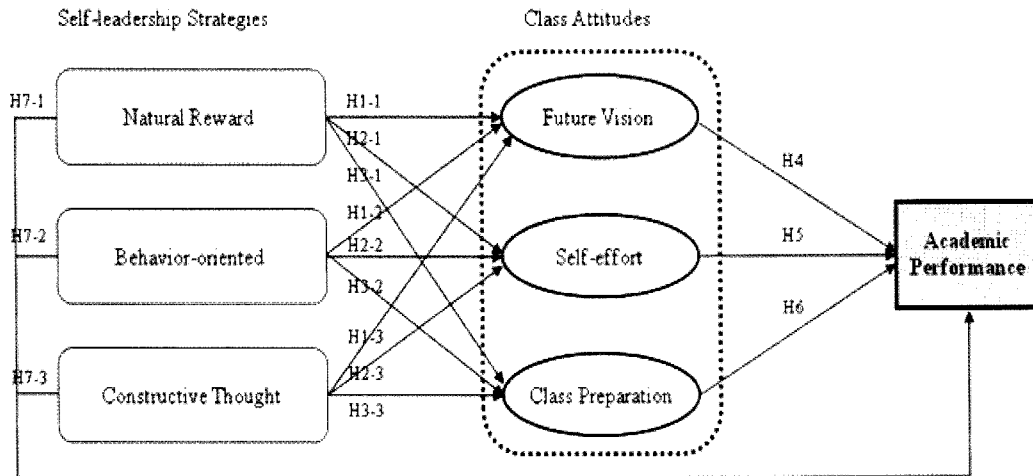 Self-leadership Strategies
Class Attitudes
H7-1
Natural Reward
H1-1
Future Vision
H2-1
H4
H3-1
H1-2
H7-2
Behavior-oriented
H2-2
Self-effort
H5
Academic
Performance
H3-2
H6
H1-3
H7-3
Constructive Thought
H2-3
Class Preparation
H3-3